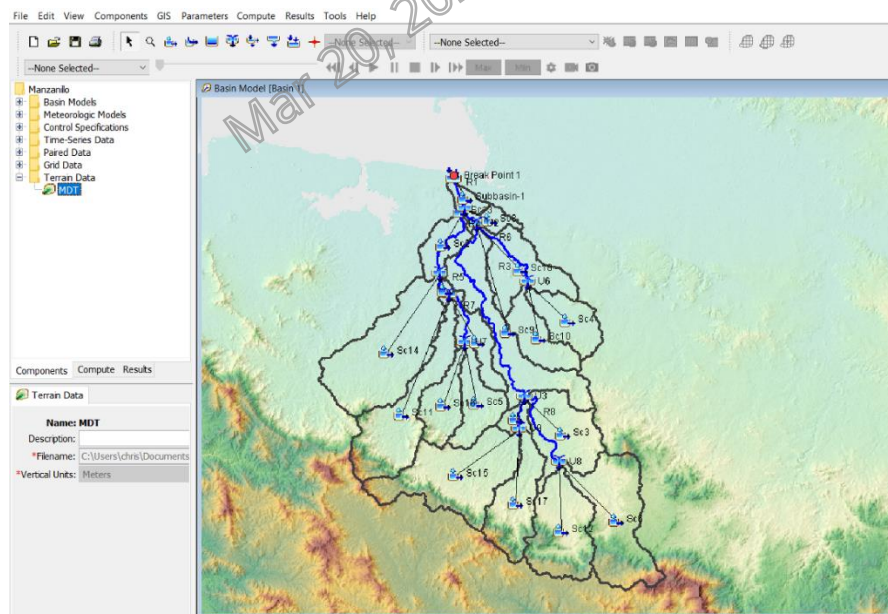 File Edit View Components GIS Parameters Compute Results Tools Help
--None Selected--
--None Selected--
--None Selected--
Max Min
Mar 20, 20
Manzanillo
Basin Models
Meteorologic Models
Control Specifications
Time-Series Data
Paired Data
Grid Data
Terrain Data
MDT
Components Compute Results
Terrain Data
Name: MDT
Description:
*Filename: C:\Users\chris\Documents
*Vertical Units: Meters
Basin Model [Basin 1]
Break Point 1
R1
Subbasin-1
R6
R3
U6
R5
R7
Sc4
Sc9
Sc10
Sc14
U7
Sc11
Sc5
U3
R8
Sc3
U8
Sc15
Sc17